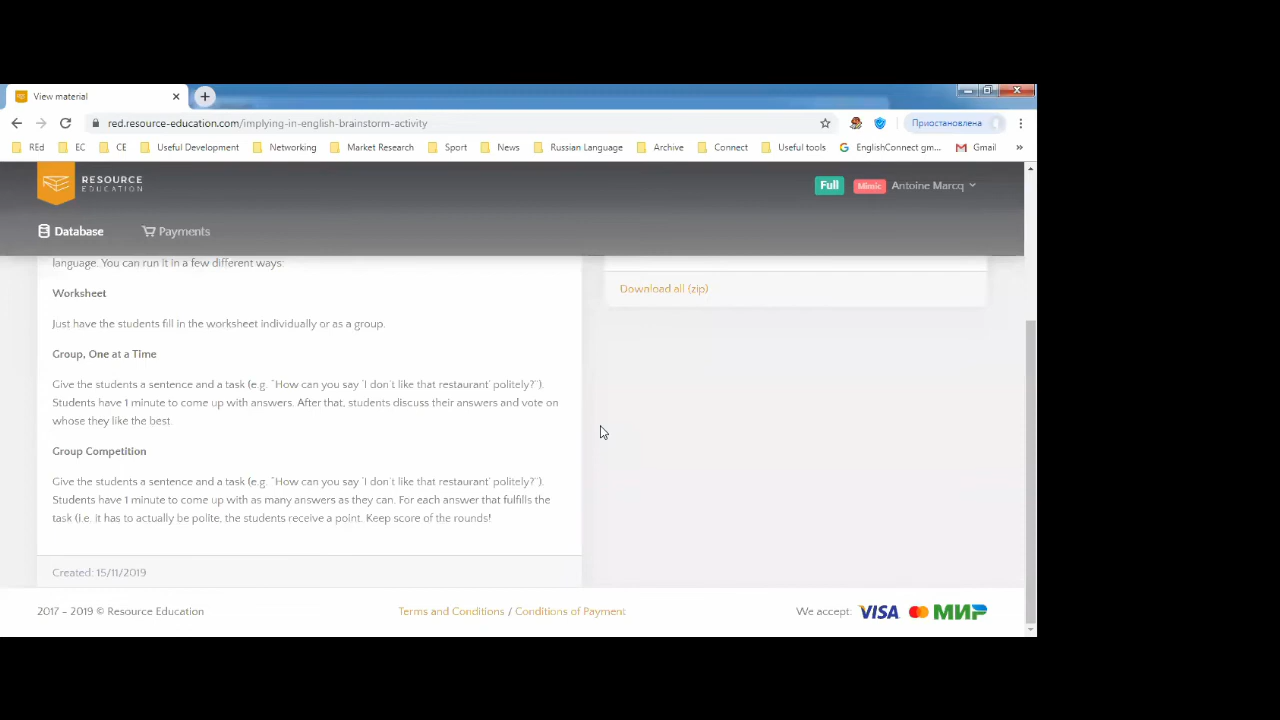 View material
red.resource-education.com/implying-in-english-brainstorm-activity
Приостановлена
REd
EC
CE
Useful Development
Networking
Market Research
Sport
News
Russian Language
Archive
Connect
Useful tools
EnglishConnect gm...
Gmail
»
RESOURCE
EDUCATION
Full
Mimic
Antoine Marcq
Database
Payments
language. You can run it in a few different ways:
Worksheet
Just have the students fill in the worksheet individually or as a group.
Group, One at a Time
Give the students a sentence and a task (e.g. "How can you say 'I don't like that restaurant' politely?").
Students have 1 minute to come up with answers. After that, students discuss their answers and vote on
whose they like the best.
Group Competition
Give the students a sentence and a task (e.g. "How can you say 'I don't like that restaurant' politely?").
Students have 1 minute to come up with as many answers as they can. For each answer that fulfills the
task (i.e. it has to actually be polite, the students receive a point. Keep score of the rounds!
Created: 15/11/2019
Download all (zip)
2017 – 2019 © Resource Education
Terms and Conditions / Conditions of Payment
We accept: VISA МИР